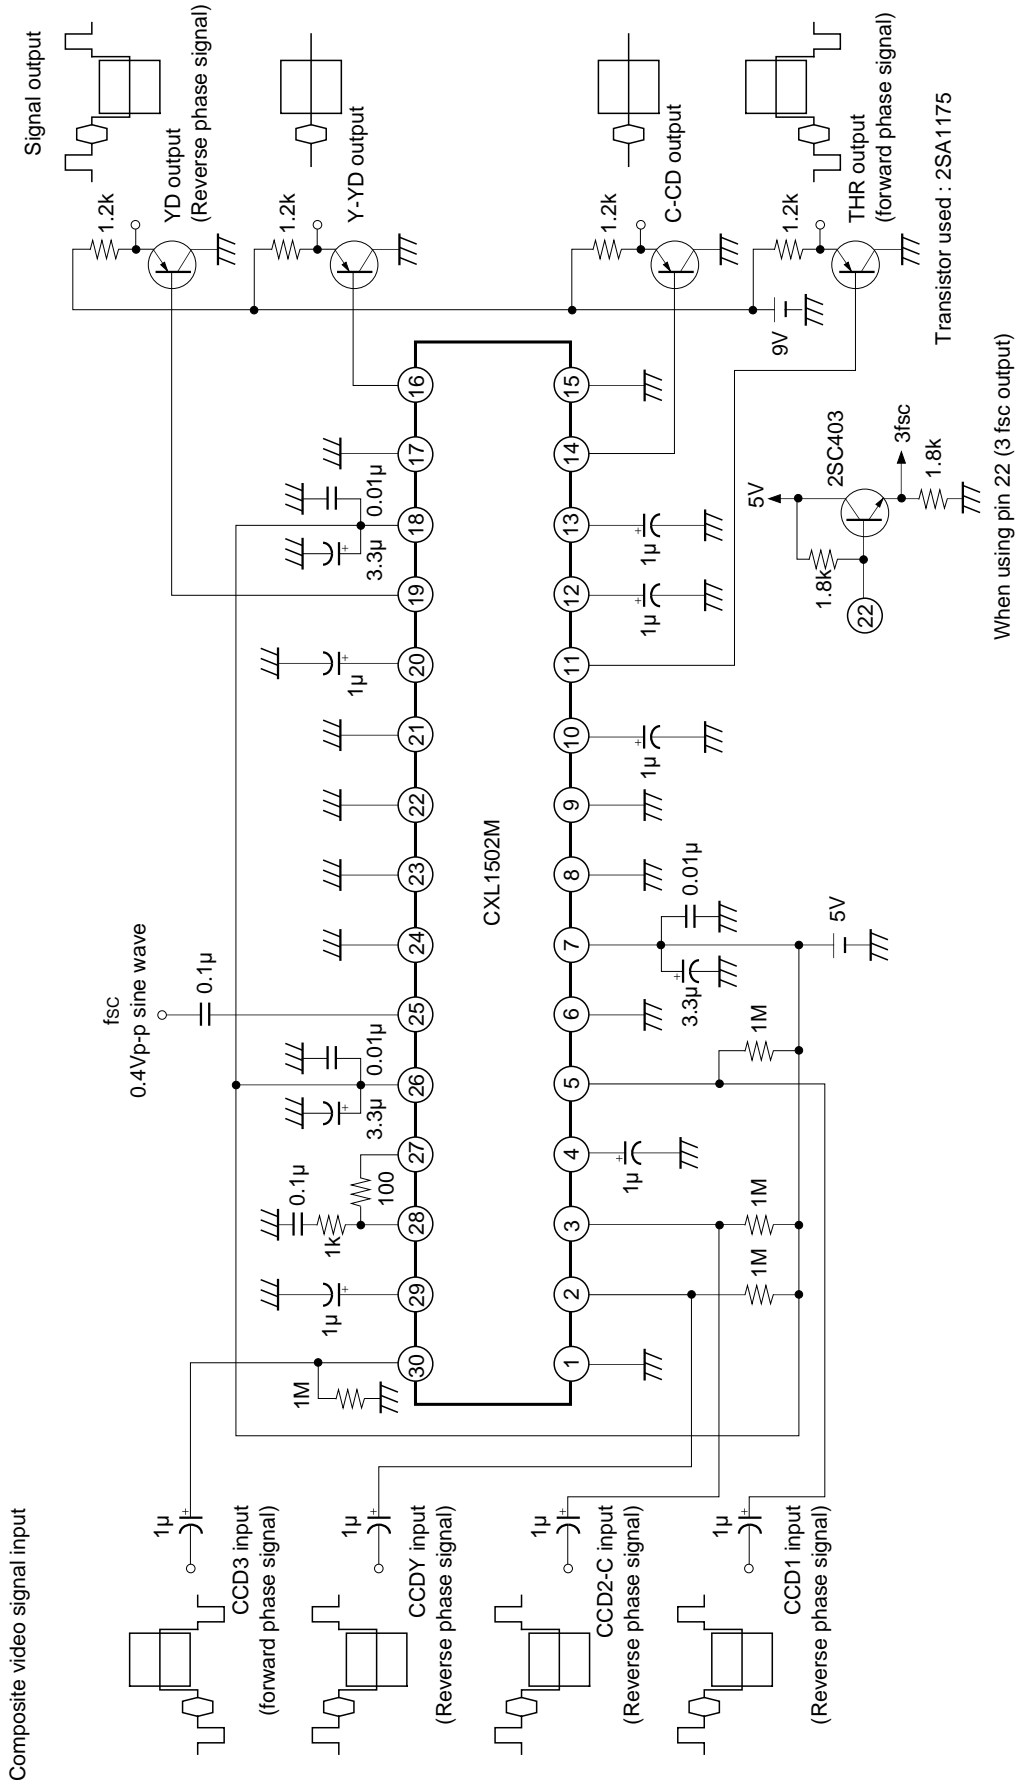 Composite video signal input
1µ
CCD3 input
(forward phase signal)
1µ
CCDY input
(Reverse phase signal)
1µ
CCD2-C input
(Reverse phase signal)
1µ
CCD1 input
(Reverse phase signal)
1M
1µ
1k
0.1µ
100
3.3µ
0.01µ
fsc
0.4Vp-p sine wave
0.1µ
1µ
3.3µ
0.01µ
30
29
28
27
26
25
24
23
22
21
20
19
18
17
16
CXL1502M
1
2
3
4
5
6
7
8
9
10
11
12
13
14
15
1M
1M
1µ
1M
3.3µ
0.01µ
5V
1µ
1µ
1µ
22
1.8k
5V
2SC403
3fsc
1.8k
When using pin 22 (3 fsc output)
9V
Transistor used : 2SA1175
Signal output
1.2k
YD output
(Reverse phase signal)
1.2k
Y-YD output
1.2k
C-CD output
1.2k
THR output
(forward phase signal)